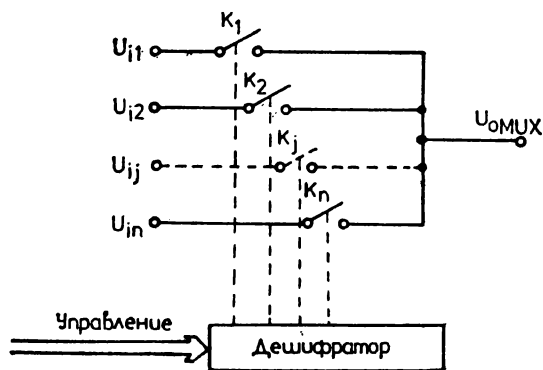 K1
Ui1
K2
Ui2
UoMUX
Kj
Uij
Kn
Uin
Управление
Дешифратор